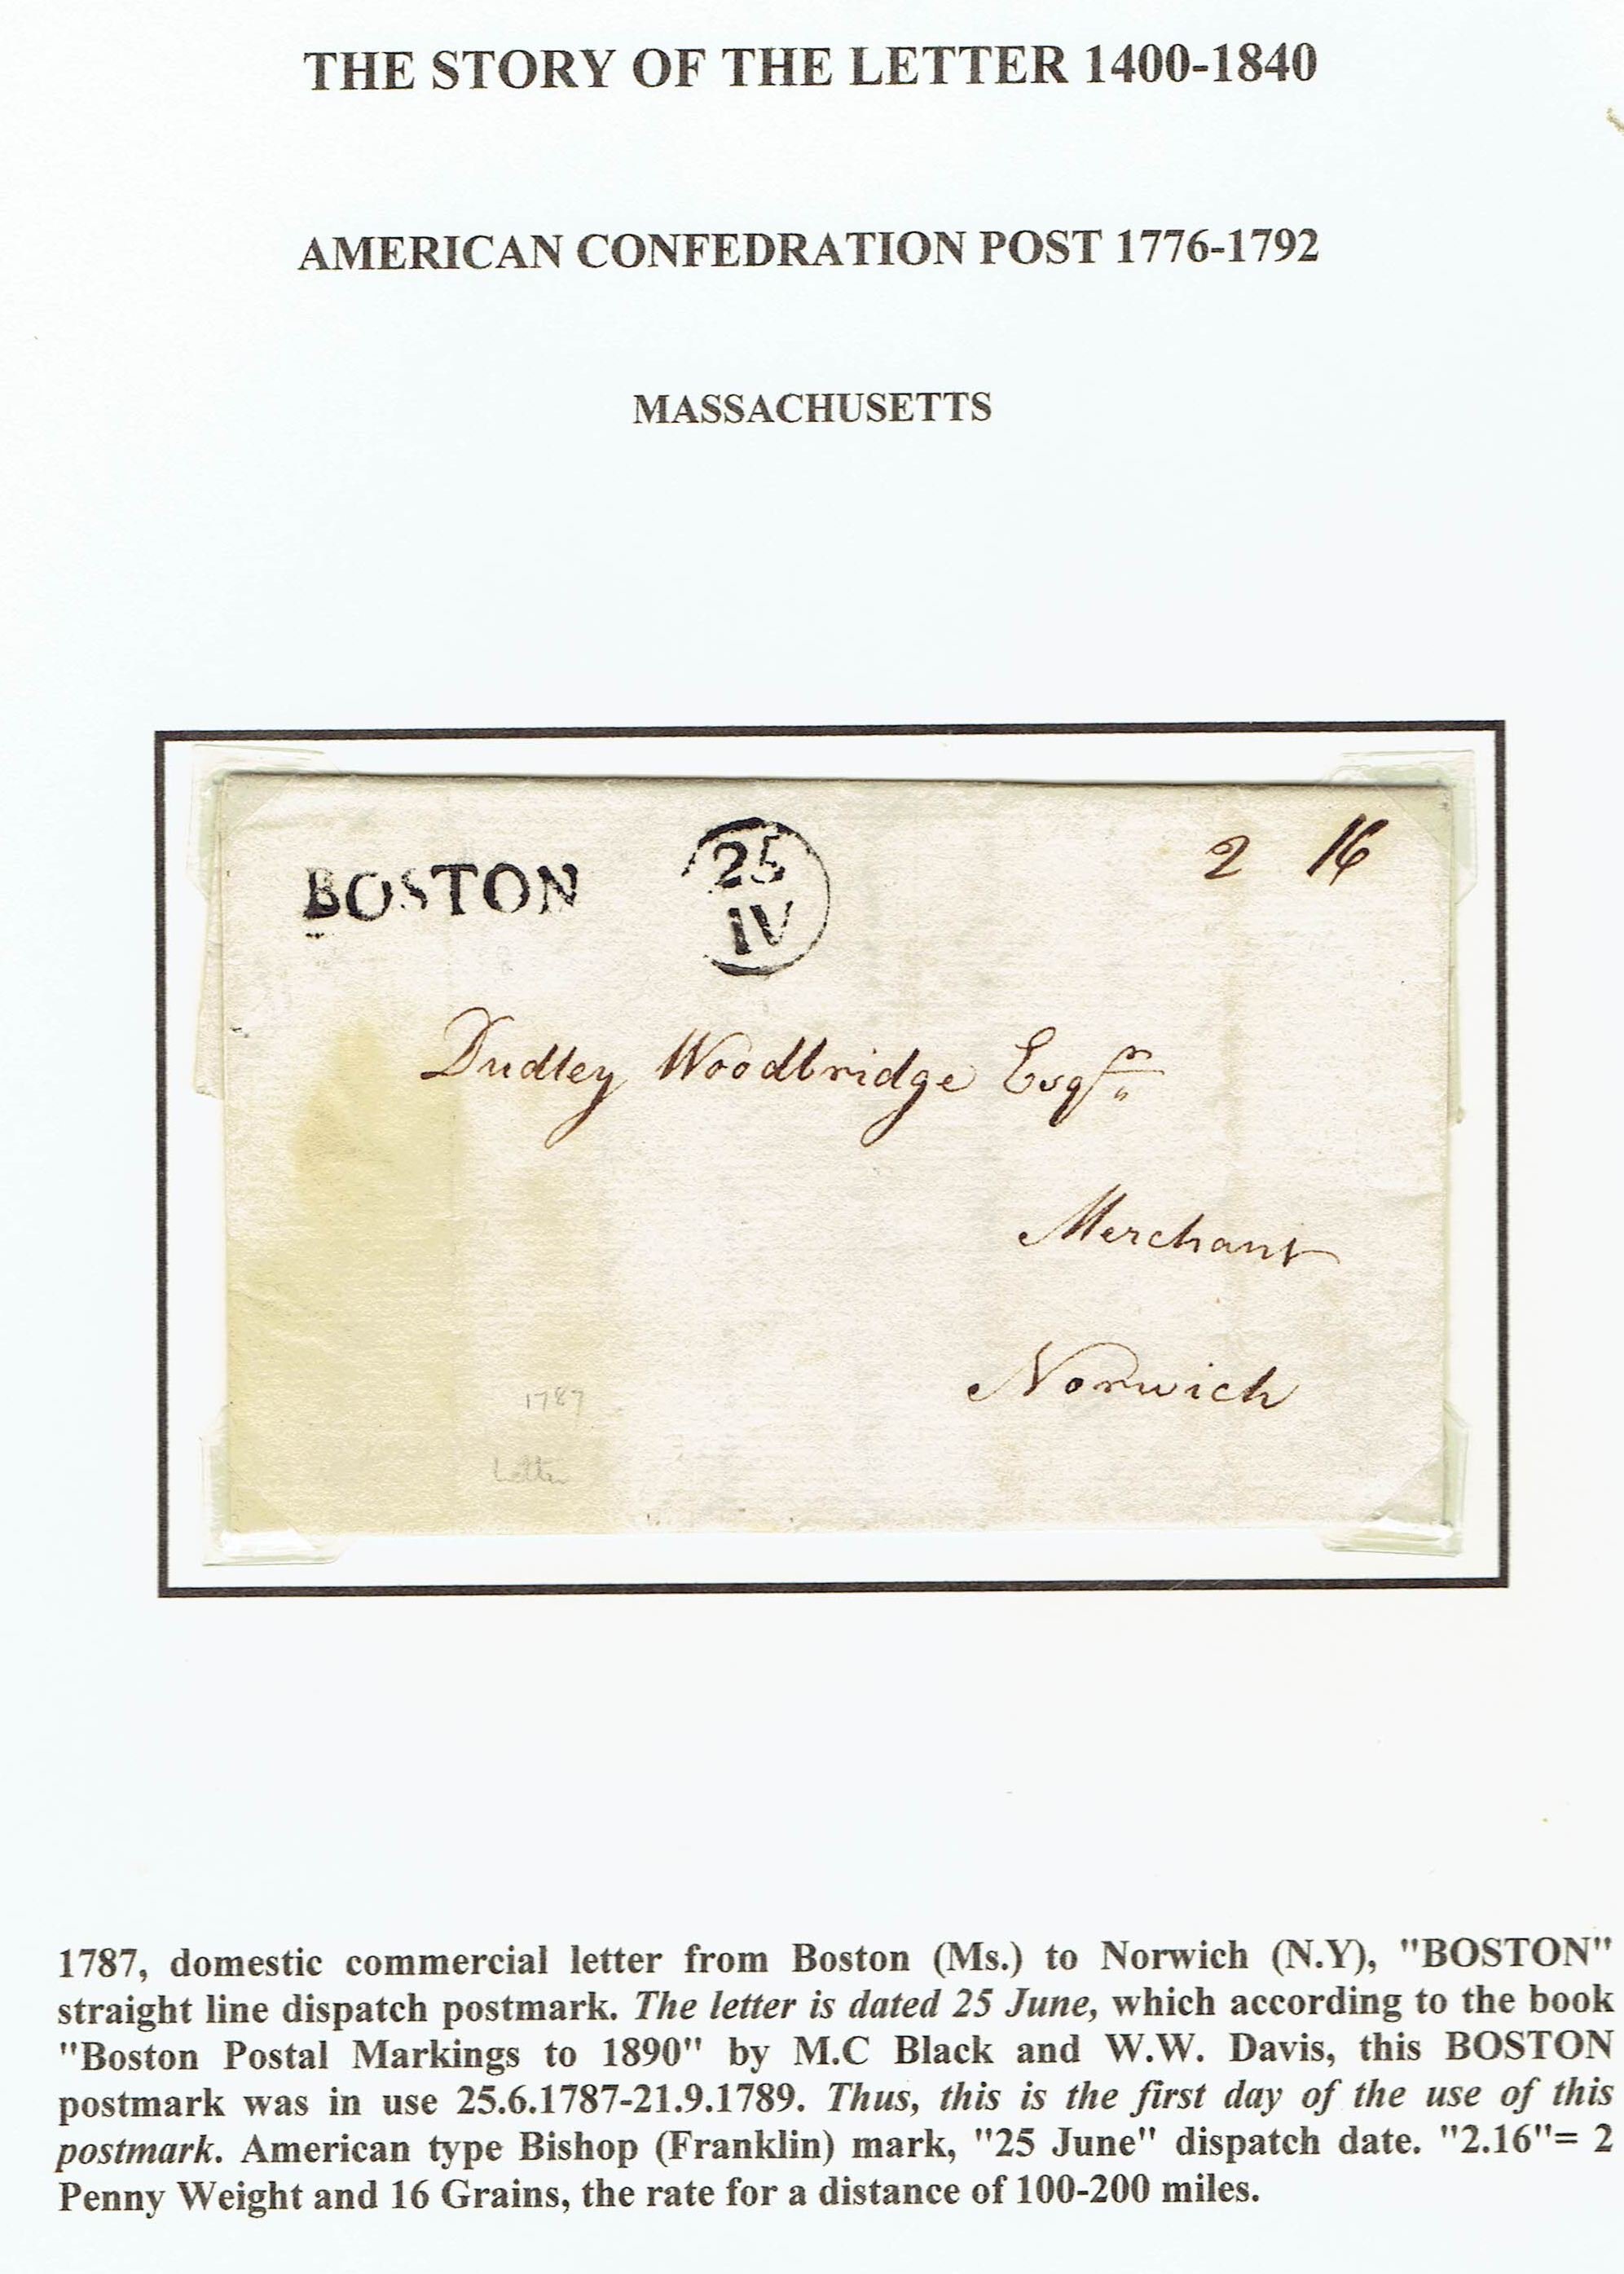 THE STORY OF THE LETTER 1400-1840
AMERICAN CONFEDRATION POST 1776-1792
MASSACHUSETTS
BOSTON
25
IV
2 16
Dudley Woodbridge Esqr
Merchant
Norwich
1787
Letter
1787, domestic commercial letter from Boston (Ms.) to Norwich (N.Y), "BOSTON"
straight line dispatch postmark. The letter is dated 25 June, which according to the book
"Boston Postal Markings to 1890" by M.C Black and W.W. Davis, this BOSTON
postmark was in use 25.6.1787-21.9.1789. Thus, this is the first day of the use of this
postmark. American type Bishop (Franklin) mark, "25 June" dispatch date. "2.16"= 2
Penny Weight and 16 Grains, the rate for a distance of 100-200 miles.